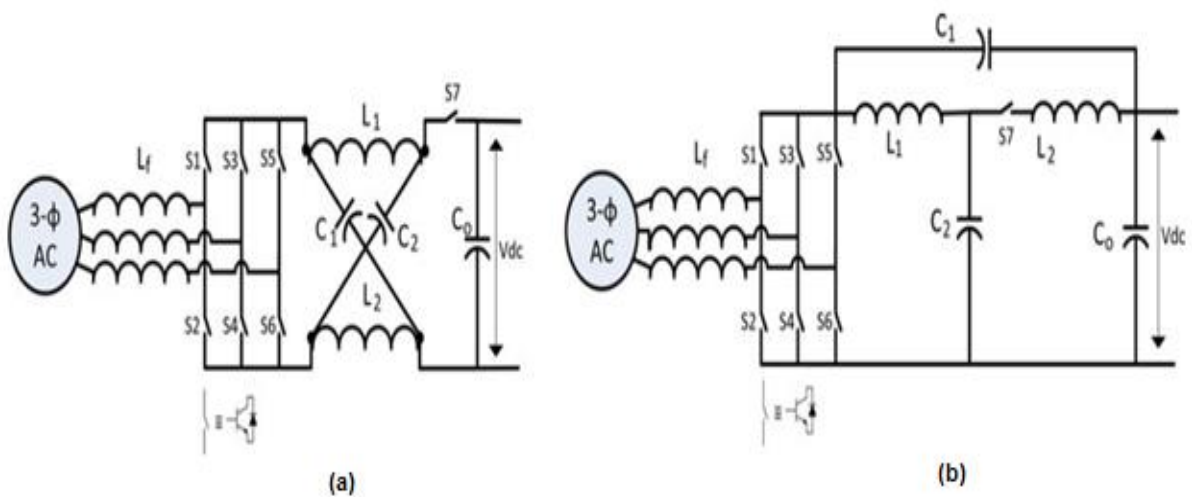 3-ϕ
AC
Lf
S1
S3
S5
S2
S4
S6
L1
S7
C1
C2
L2
Co
Vdc
≡
(a)
3-ϕ
AC
Lf
S1
S3
S5
S2
S4
S6
C1
L1
S7
L2
C2
Co
Vdc
≡
(b)